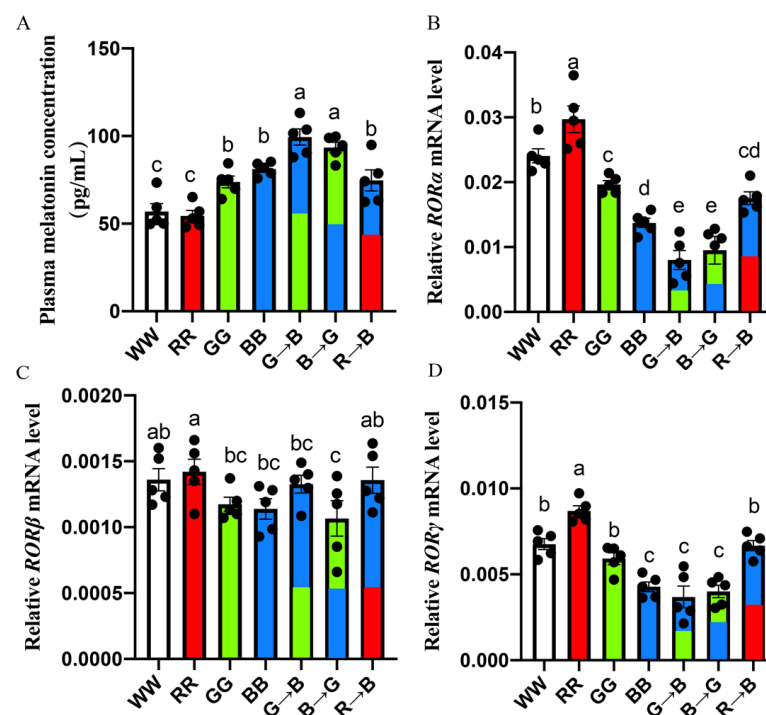 A
Plasma melatonin concentration
(pg/mL)
150
100
50
0
c
c
b
b
a
a
b
WW
RR
GG
BB
G→B
B→G
R→B
B
Relative RORα mRNA level
0.04
0.03
0.02
0.01
0.00
b
a
c
d
e
e
cd
WW
RR
GG
BB
G→B
B→G
R→B
C
Relative RORβ mRNA level
0.0020
0.0015
0.0010
0.0005
0.0000
ab
a
bc
bc
bc
c
ab
WW
RR
GG
BB
G→B
B→G
R→B
D
Relative RORγ mRNA level
0.015
0.010
0.005
0.000
b
a
b
c
c
c
b
WW
RR
GG
BB
G→B
B→G
R→B